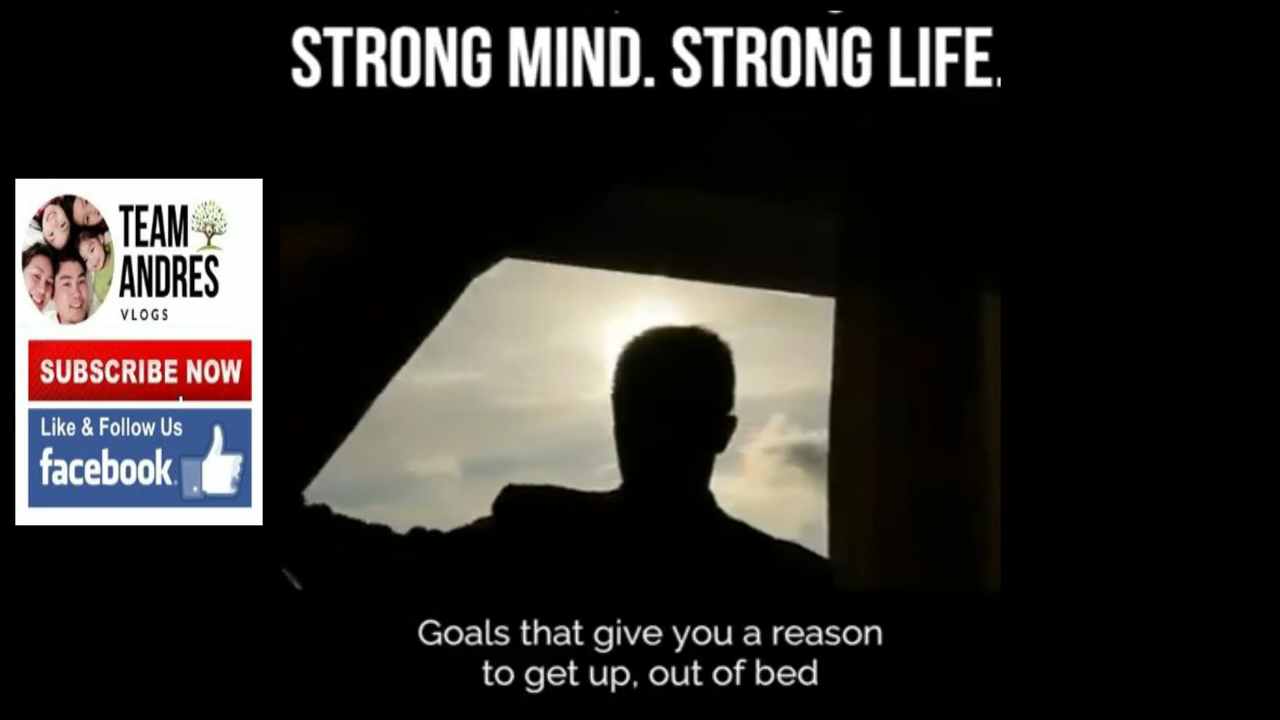 STRONG MIND. STRONG LIFE.
TEAM
ANDRES
VLOGS
SUBSCRIBE NOW
Like & Follow Us
facebook.
Goals that give you a reason
to get up, out of bed